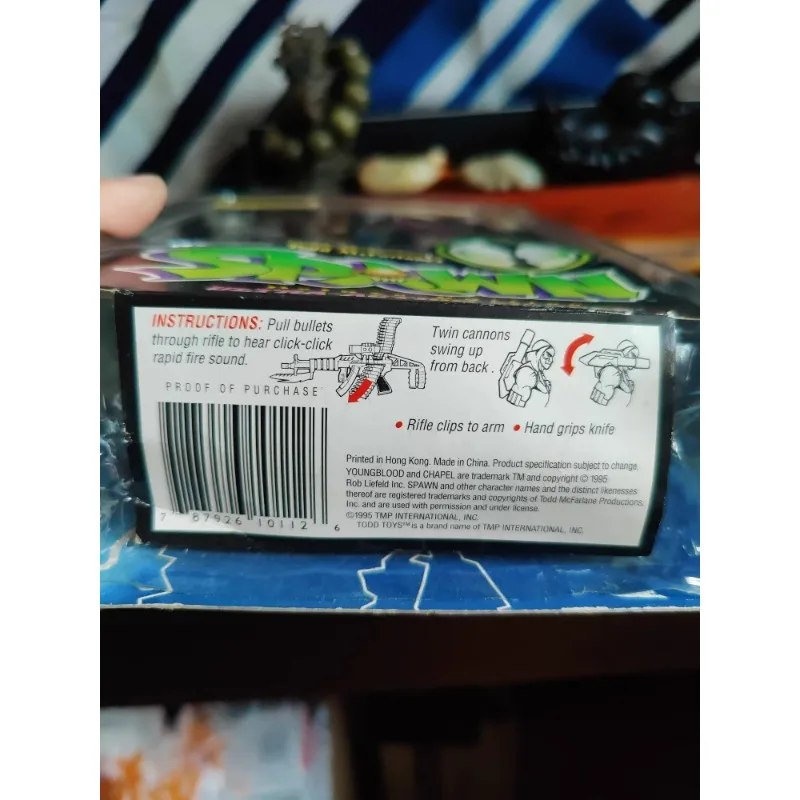 SPAWN
INSTRUCTIONS: Pull bullets
through rifle to hear click-click
rapid fire sound.
PROOF OF PURCHASE
7 87926 10112 6
Twin cannons
swing up
from back.
• Rifle clips to arm • Hand grips knife
Printed in Hong Kong. Made in China. Product specification subject to change.
YOUNGBLOOD and CHAPEL are trademark TM and copyright © 1995
Rob Liefeld Inc. SPAWN and other character names and the distinct likenesses
thereof are registered trademarks and copyrights of Todd McFarlane Productions,
Inc. and are used with permission and under license.
©1995 TMP INTERNATIONAL, INC.
TODD TOYS™ is a brand name of TMP INTERNATIONAL, INC.